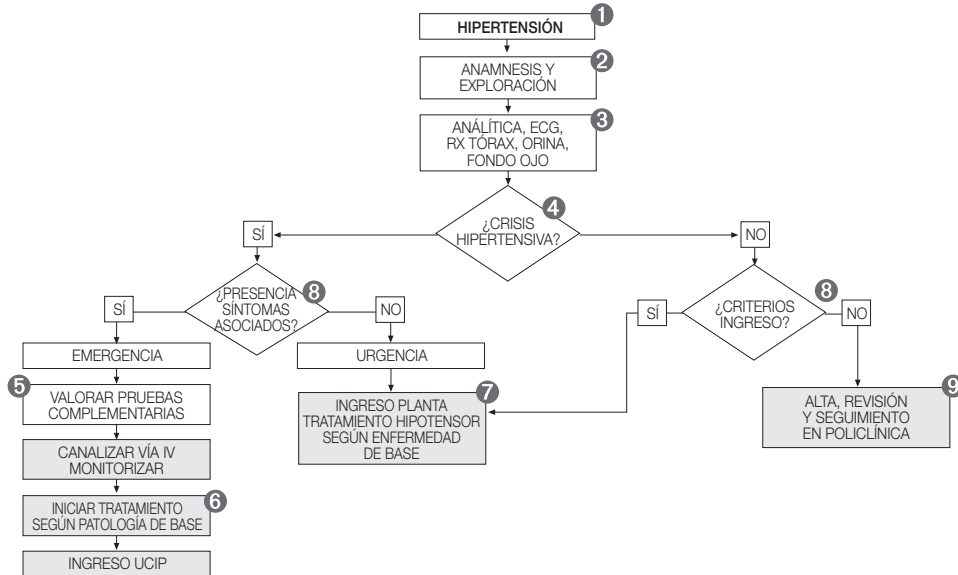 1
HIPERTENSIÓN
2
ANAMNESIS Y
EXPLORACIÓN
3
ANÁLÍTICA, ECG,
RX TÓRAX, ORINA,
FONDO OJO
4
¿CRISIS
HIPERTENSIVA?
SÍ
NO
8
¿PRESENCIA
SÍNTOMAS
ASOCIADOS?
SÍ
NO
8
¿CRITERIOS
INGRESO?
SÍ
NO
EMERGENCIA
URGENCIA
5
VALORAR PRUEBAS
COMPLEMENTARIAS
7
INGRESO PLANTA
TRATAMIENTO HIPOTENSOR
SEGÚN ENFERMEDAD
DE BASE
9
ALTA, REVISIÓN
Y SEGUIMIENTO
EN POLICLÍNICA
CANALIZAR VÍA IV
MONITORIZAR
6
INICIAR TRATAMIENTO
SEGÚN PATOLOGÍA DE BASE
INGRESO UCIP